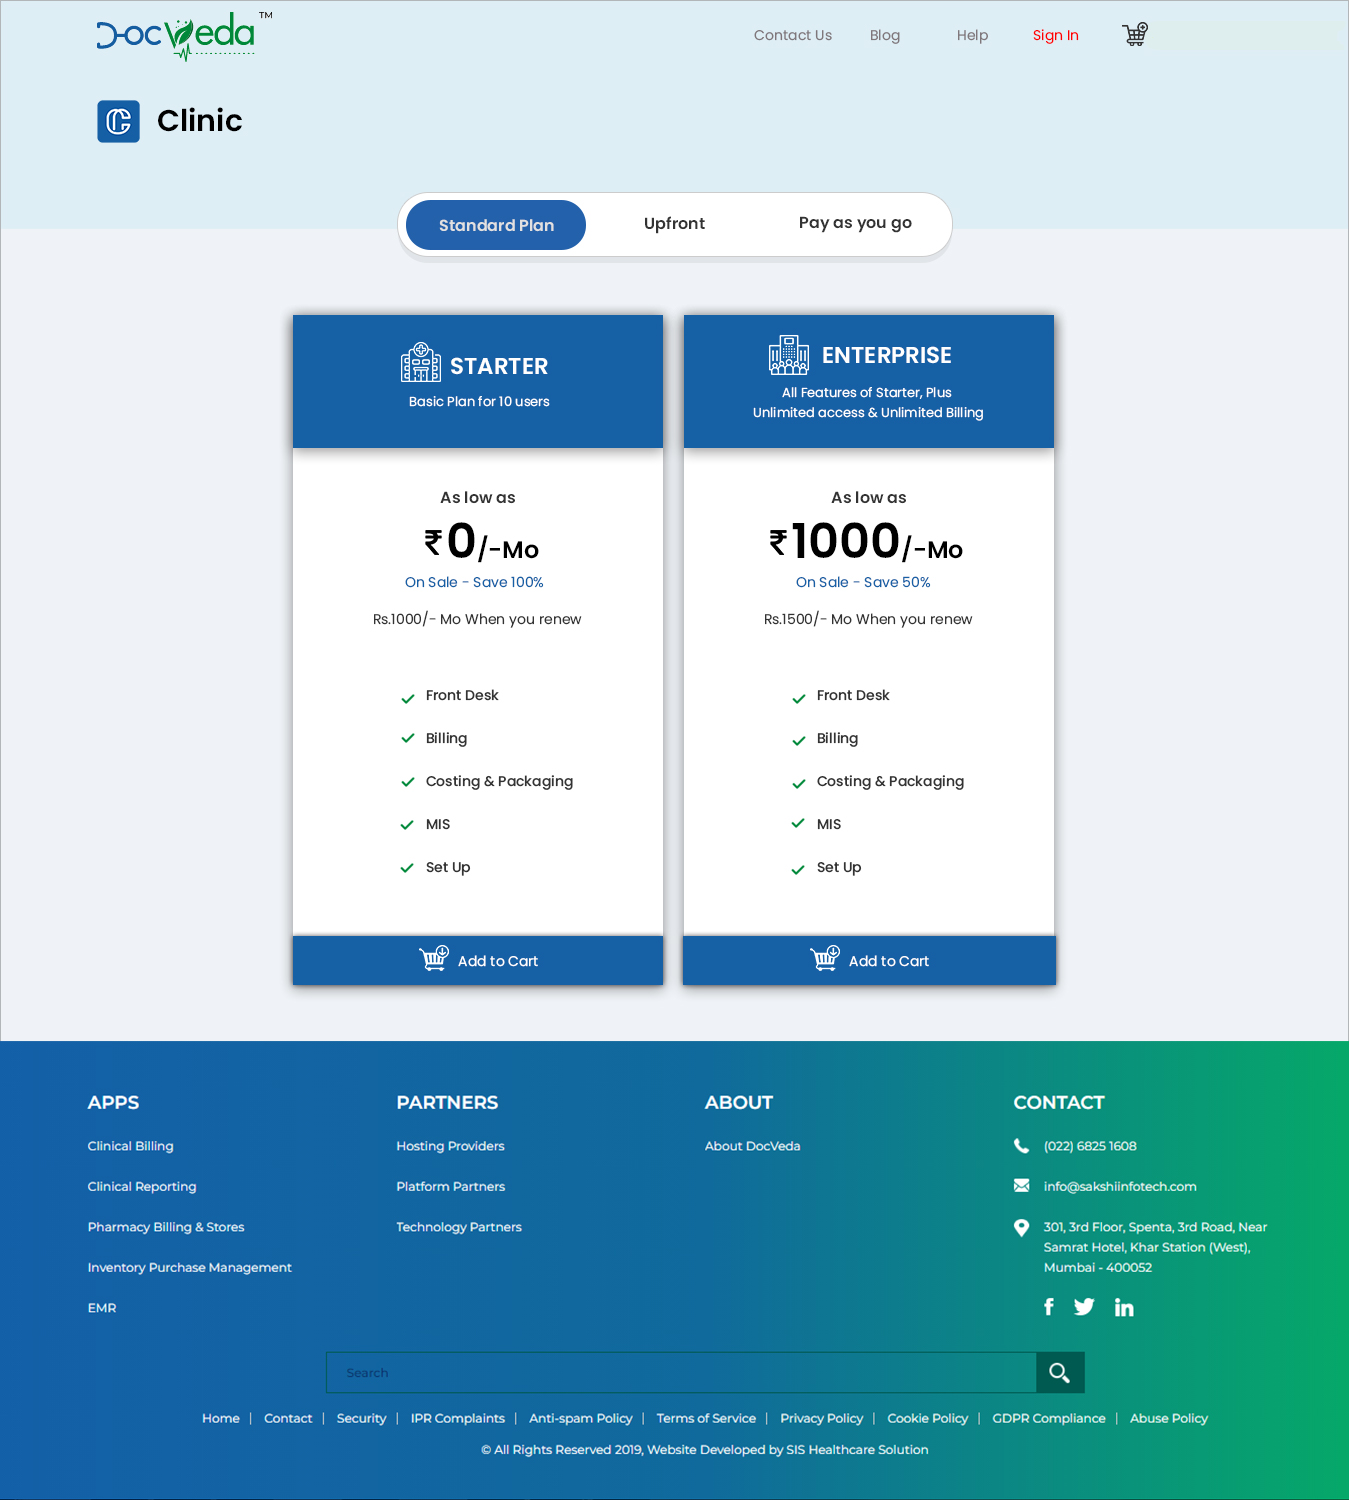 DocVeda™
Contact Us
Blog
Help
Sign In
Clinic
Standard Plan
Upfront
Pay as you go
STARTER
Basic Plan for 10 users
As low as
₹0/-Mo
On Sale - Save 100%
Rs.1000/- Mo When you renew
Front Desk
Billing
Costing & Packaging
MIS
Set Up
Add to Cart
ENTERPRISE
All Features of Starter, Plus
Unlimited access & Unlimited Billing
As low as
₹1000/-Mo
On Sale - Save 50%
Rs.1500/- Mo When you renew
Front Desk
Billing
Costing & Packaging
MIS
Set Up
Add to Cart
APPS
Clinical Billing
Clinical Reporting
Pharmacy Billing & Stores
Inventory Purchase Management
EMR
PARTNERS
Hosting Providers
Platform Partners
Technology Partners
ABOUT
About DocVeda
CONTACT
(022) 6825 1608
info@sakshiinfotech.com
301, 3rd Floor, Spenta, 3rd Road, Near
Samrat Hotel, Khar Station (West),
Mumbai - 400052
Search
Home | Contact | Security | IPR Complaints | Anti-spam Policy | Terms of Service | Privacy Policy | Cookie Policy | GDPR Compliance | Abuse Policy
© All Rights Reserved 2019, Website Developed by SIS Healthcare Solution